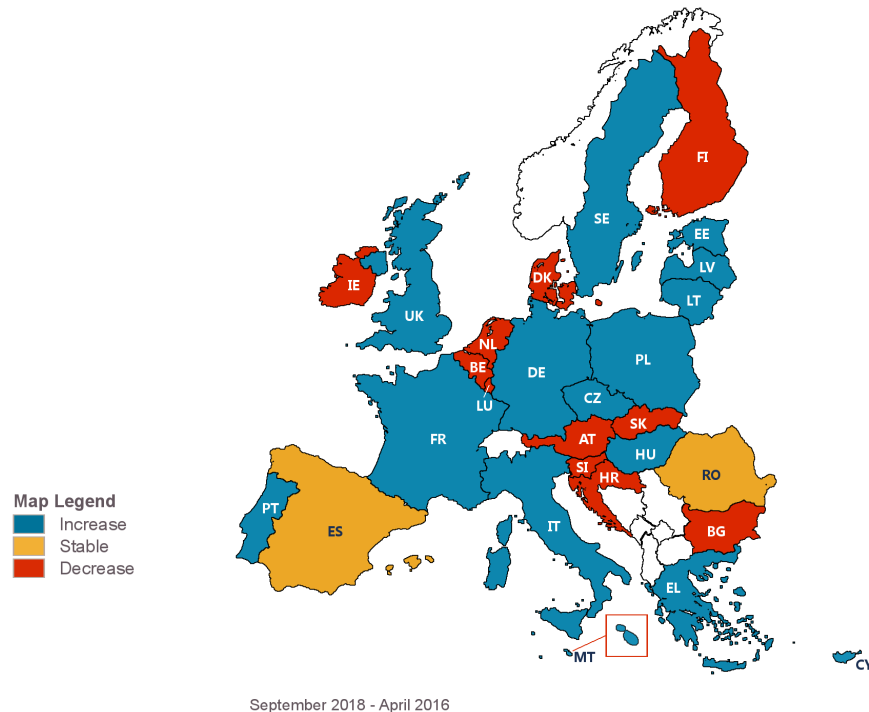 FI
SE
EE
LV
LT
DK
IE
UK
NL
BE
LU
DE
PL
CZ
SK
AT
HU
FR
SI
HR
RO
BG
PT
ES
IT
EL
MT
CY
Map Legend
Increase
Stable
Decrease
September 2018 - April 2016